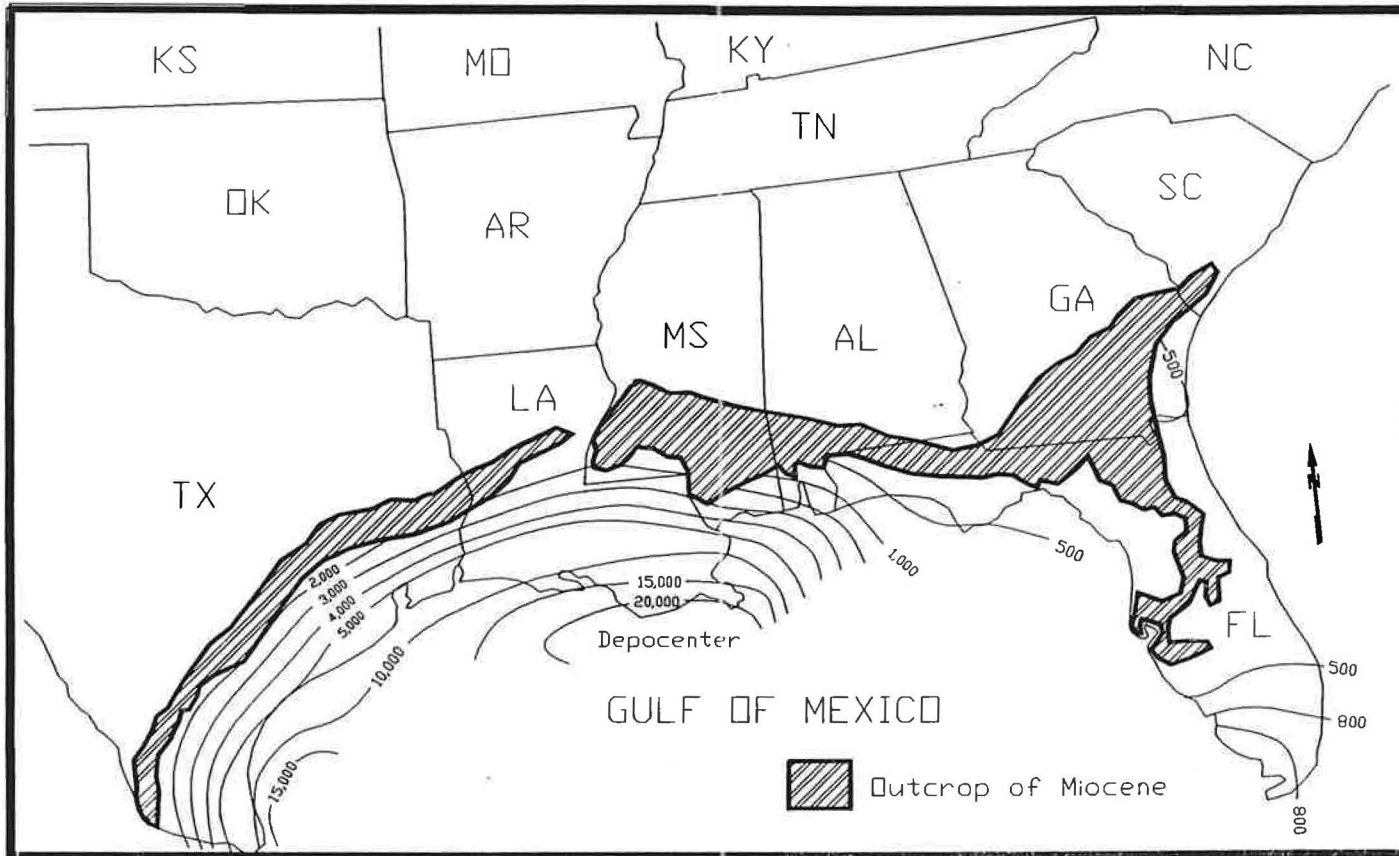 KS
MO
KY
NC
TN
OK
AR
SC
GA
MS
AL
LA
500
TX
1,000
500
2,000
3,000
4,000
5,000
15,000
20,000
Depocenter
FL
10,000
500
GULF OF MEXICO
800
15,000
Outcrop of Miocene
800
N